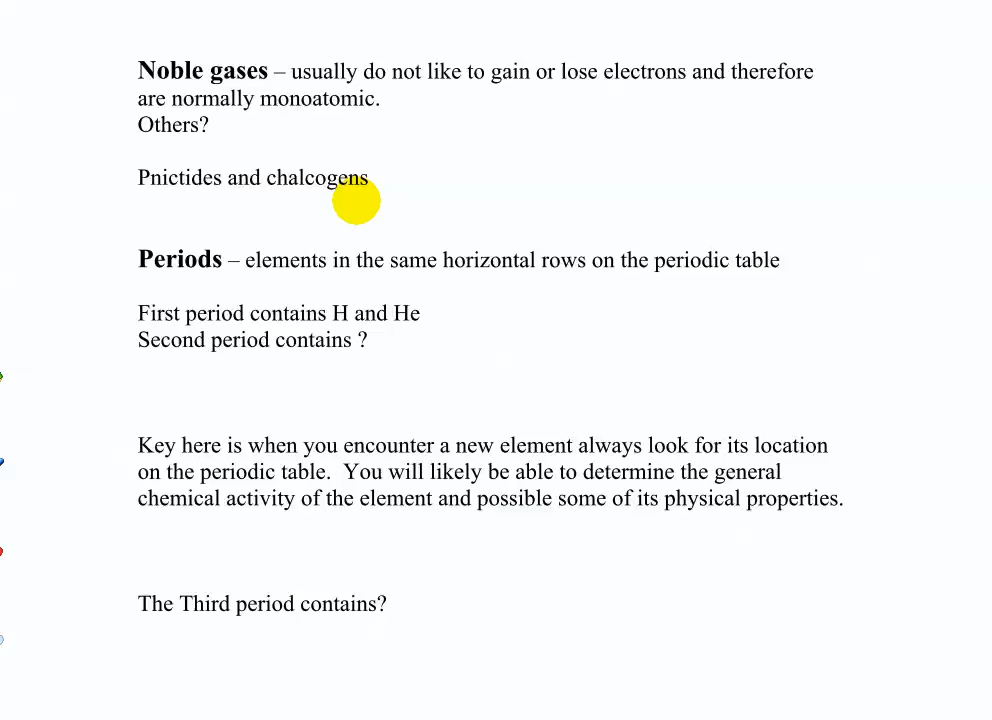 Noble gases – usually do not like to gain or lose electrons and therefore
are normally monoatomic.
Others?
Pnictides and chalcogens
Periods – elements in the same horizontal rows on the periodic table
First period contains H and He
Second period contains ?
Key here is when you encounter a new element always look for its location
on the periodic table.  You will likely be able to determine the general
chemical activity of the element and possible some of its physical properties.
The Third period contains?